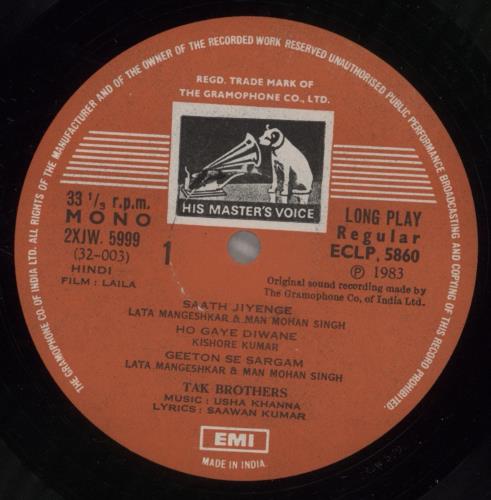 ALL RIGHTS OF THE MANUFACTURER AND OF THE OWNER OF THE RECORDED WORK RESERVED UNAUTHORISED PUBLIC PERFORMANCE BROADCASTING AND COPYING OF THIS RECORD PROHIBITED.
THE GRAMOPHONE CO. OF INDIA LTD.
REGD. TRADE MARK OF
THE GRAMOPHONE CO., LTD.
HIS MASTER'S VOICE
33 1/3 r.p.m.
MONO
2XJW. 5999
(32-003)
HINDI
FILM : LAILA
1
LONG PLAY
Regular
ECLP. 5860
℗ 1983
Original sound recording made by
The Gramophone Co, of India Ltd.
SAATH JIYENGE
LATA MANGESHKAR & MAN MOHAN SINGH
HO GAYE DIWANE
KISHORE KUMAR
GEETON SE SARGAM
LATA MANGESHKAR & MAN MOHAN SINGH
TAK BROTHERS
MUSIC : USHA KHANNA
LYRICS : SAAWAN KUMAR
EMI
MADE IN INDIA.